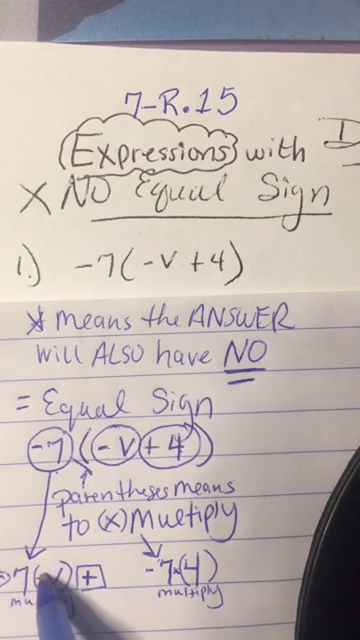 7-R.15
Expressions with
X NO Equal Sign
1.) -7(-v+4)
* means the ANSWER
will ALSO have NO
= Equal Sign
-7(-v+4)
parentheses means
to (x) Multiply
7(-v) + -7(4)
multiply